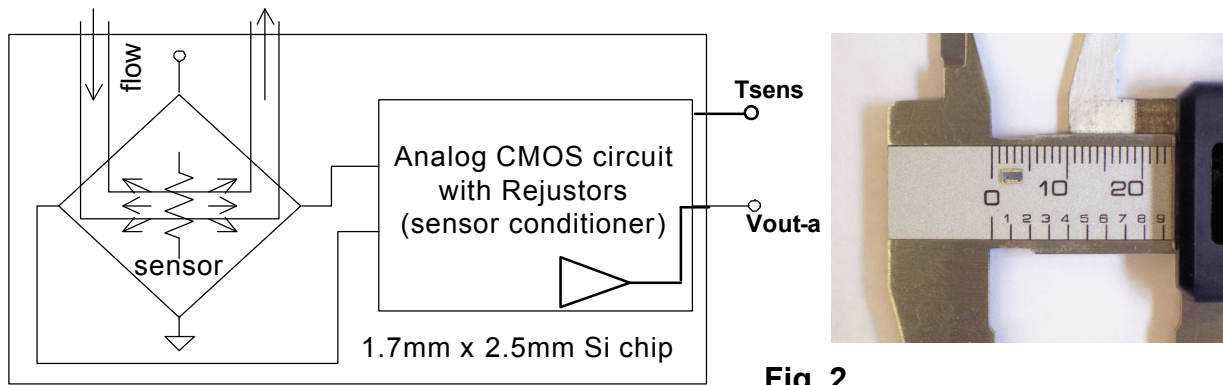 flow
Tsens
Analog CMOS circuit
with Rejustors
(sensor conditioner)
Vout-a
sensor
1.7mm x 2.5mm Si chip
0 10 20
1 2 3 4 5 6 7 8 9
Fig. 2